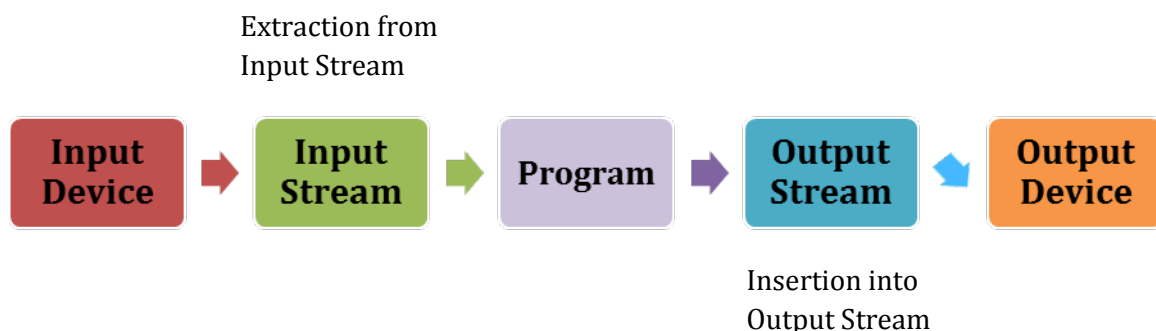 Extraction from
Input Stream
Input
Device
Input
Stream
Program
Output
Stream
Output
Device
Insertion into
Output Stream